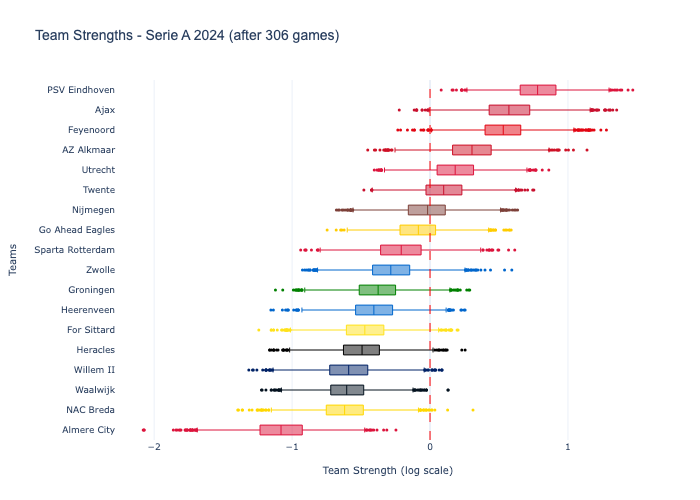 Team Strengths - Serie A 2024 (after 306 games)
PSV Eindhoven
Ajax
Feyenoord
AZ Alkmaar
Utrecht
Twente
Nijmegen
Go Ahead Eagles
Sparta Rotterdam
Zwolle
Groningen
Heerenveen
For Sittard
Heracles
Willem II
Waalwijk
NAC Breda
Almere City
Teams
−2 −1 0 1
Team Strength (log scale)